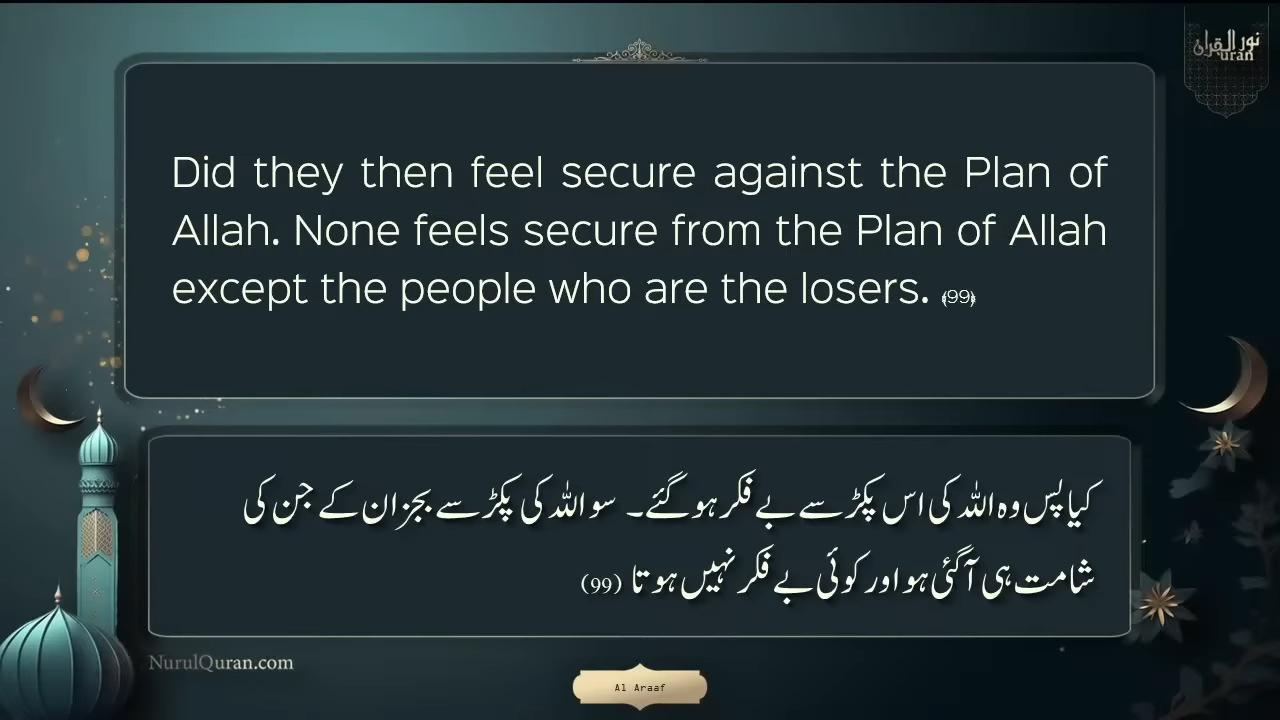 نور القرآن
uran
Did they then feel secure against the Plan of
Allah. None feels secure from the Plan of Allah
except the people who are the losers. ﴾99﴿
کیا پس وہ اللہ کی اس پکڑ سے بے فکر ہو گئے۔ سو اللہ کی پکڑ سے بجز ان کے جن کی
شامت ہی آگئی ہو اور کوئی بے فکر نہیں ہوتا (99)
NurulQuran.com
Al Araaf